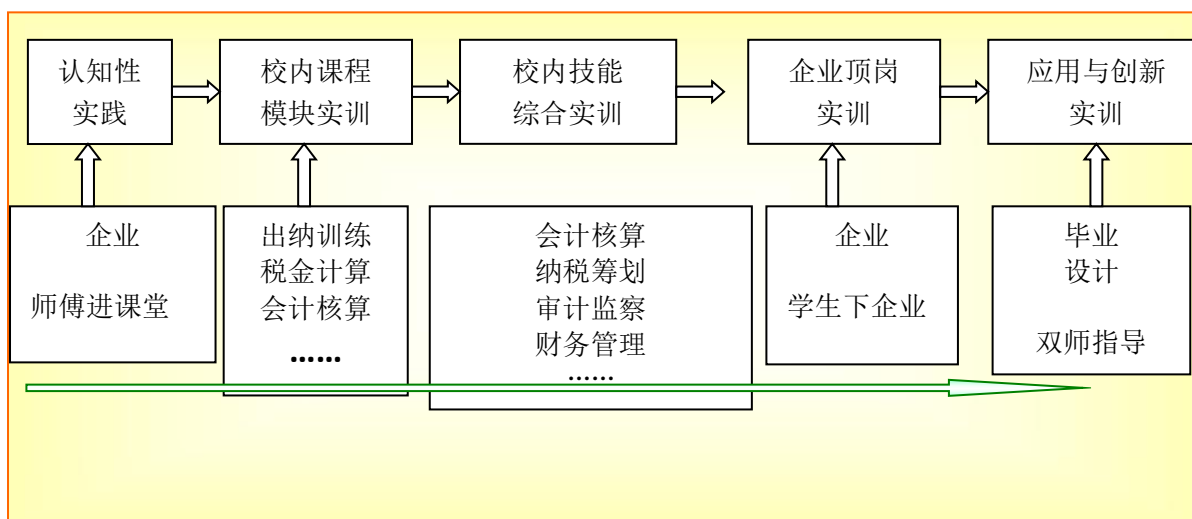 认知性
实践
校内课程
模块实训
校内技能
综合实训
企业顶岗
实训
应用与创新
实训
企业
师傅进课堂
出纳训练
税金计算
会计核算
……
会计核算
纳税筹划
审计监察
财务管理
……
企业
学生下企业
毕业
设计
双师指导